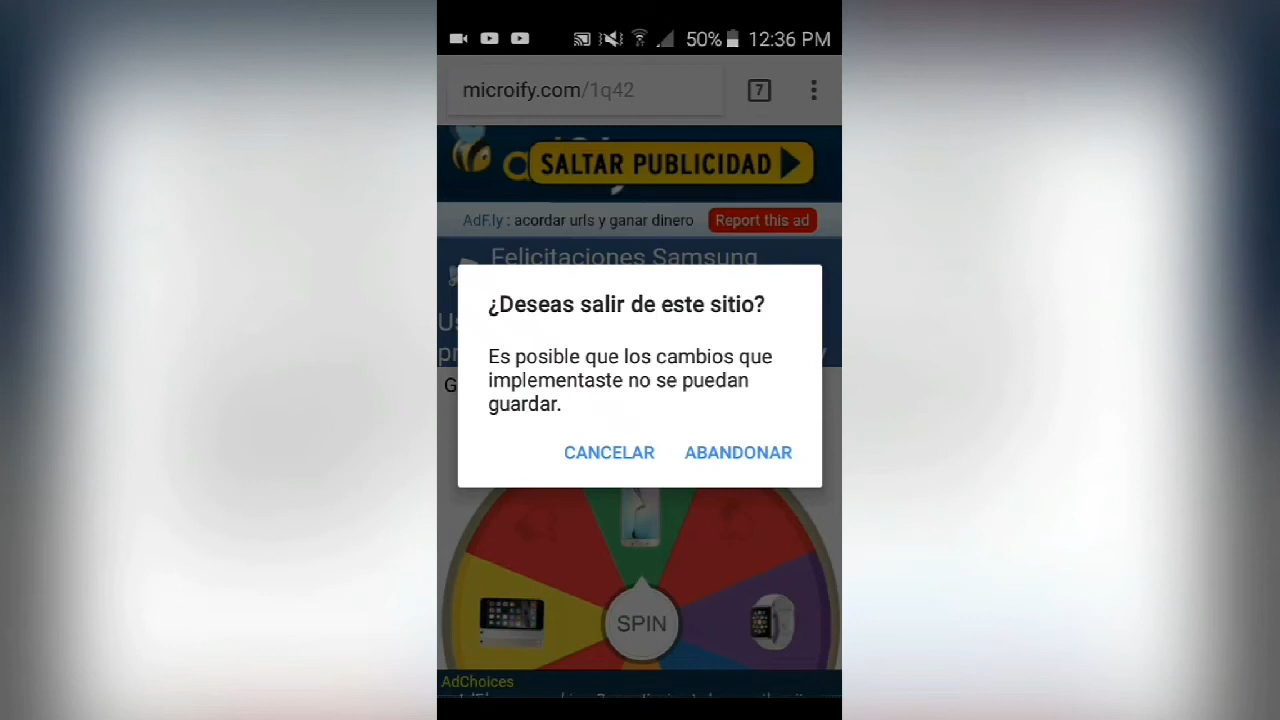 50% 12:36 PM
microify.com/1q42
7
SALTAR PUBLICIDAD
AdF.ly : acordar urls y ganar dinero
Report this ad
Felicitaciones Samsung
¿Deseas salir de este sitio?
Es posible que los cambios que
implementaste no se puedan
guardar.
CANCELAR ABANDONAR
SPIN
AdChoices